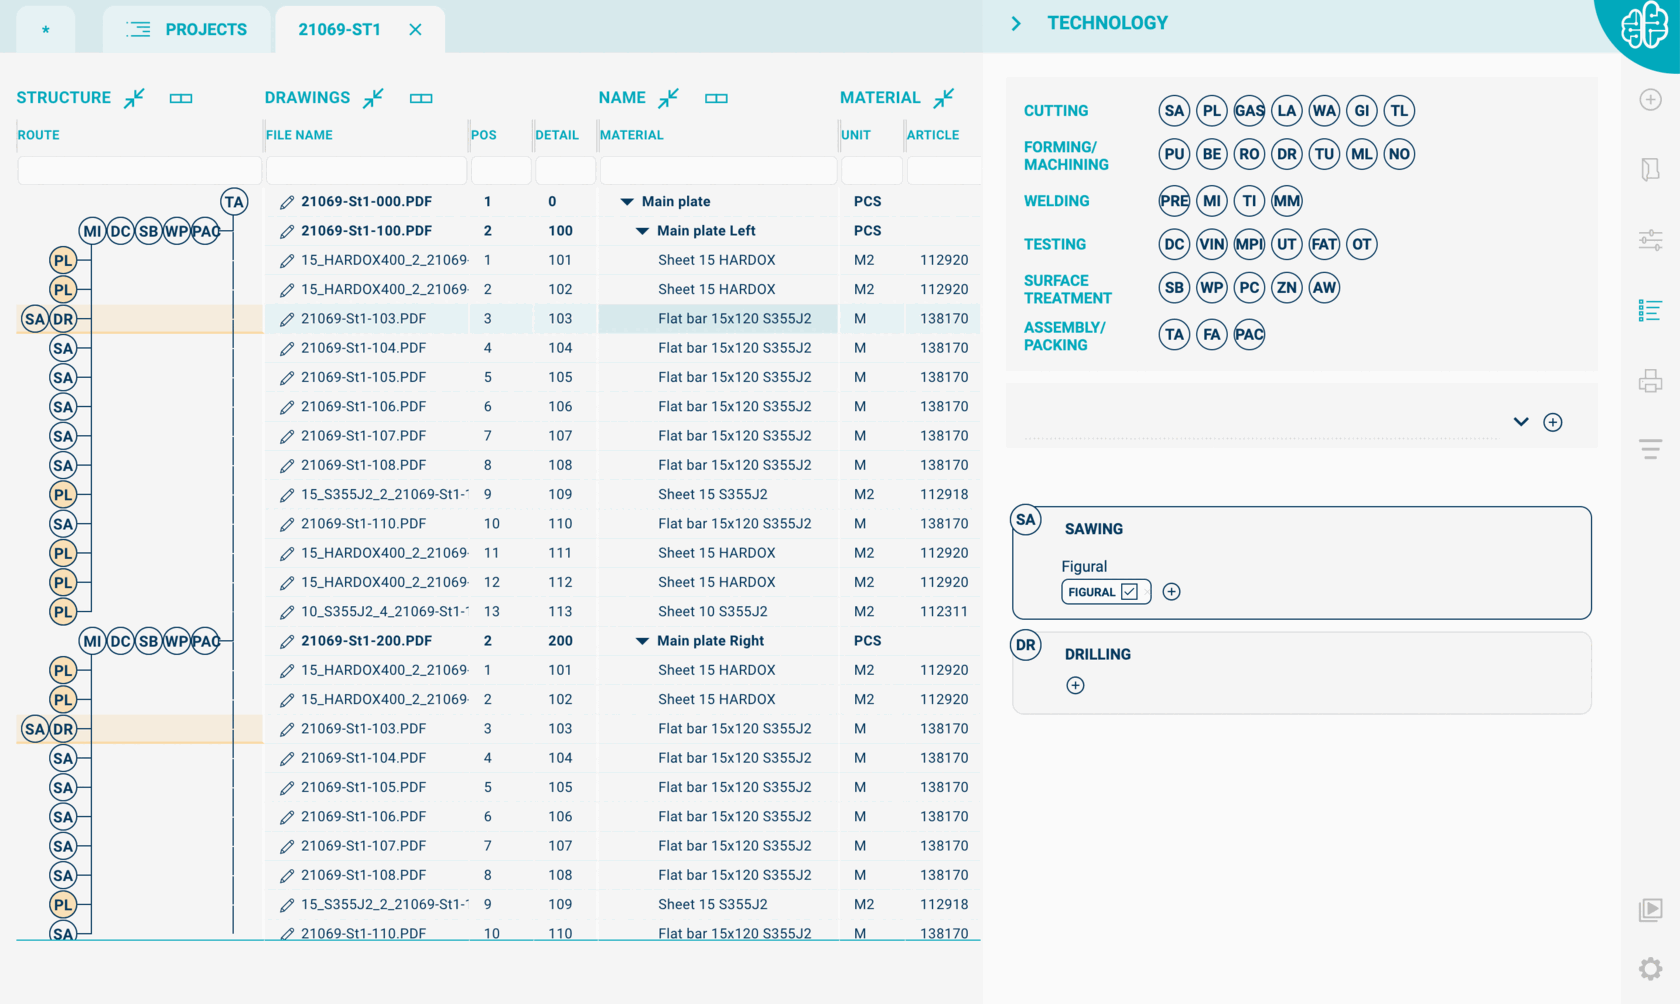 * PROJECTS 21069-ST1 TECHNOLOGY
STRUCTURE DRAWINGS NAME MATERIAL
ROUTE FILE NAME POS DETAIL MATERIAL UNIT ARTICLE
TA 21069-St1-000.PDF 1 0 Main plate PCS
MI DC SB WP PAC 21069-St1-100.PDF 2 100 Main plate Left PCS
PL 15_HARDOX400_2_21069- 1 101 Sheet 15 HARDOX M2 112920
PL 15_HARDOX400_2_21069- 2 102 Sheet 15 HARDOX M2 112920
SA DR 21069-St1-103.PDF 3 103 Flat bar 15x120 S355J2 M 138170
SA 21069-St1-104.PDF 4 104 Flat bar 15x120 S355J2 M 138170
SA 21069-St1-105.PDF 5 105 Flat bar 15x120 S355J2 M 138170
SA 21069-St1-106.PDF 6 106 Flat bar 15x120 S355J2 M 138170
SA 21069-St1-107.PDF 7 107 Flat bar 15x120 S355J2 M 138170
SA 21069-St1-108.PDF 8 108 Flat bar 15x120 S355J2 M 138170
PL 15_S355J2_2_21069-St1- 9 109 Sheet 15 S355J2 M2 112918
SA 21069-St1-110.PDF 10 110 Flat bar 15x120 S355J2 M 138170
PL 15_HARDOX400_2_21069- 11 111 Sheet 15 HARDOX M2 112920
PL 15_HARDOX400_2_21069- 12 112 Sheet 15 HARDOX M2 112920
PL 10_S355J2_4_21069-St1- 13 113 Sheet 10 S355J2 M2 112311
MI DC SB WP PAC 21069-St1-200.PDF 2 200 Main plate Right PCS
PL 15_HARDOX400_2_21069- 1 101 Sheet 15 HARDOX M2 112920
PL 15_HARDOX400_2_21069- 2 102 Sheet 15 HARDOX M2 112920
SA DR 21069-St1-103.PDF 3 103 Flat bar 15x120 S355J2 M 138170
SA 21069-St1-104.PDF 4 104 Flat bar 15x120 S355J2 M 138170
SA 21069-St1-105.PDF 5 105 Flat bar 15x120 S355J2 M 138170
SA 21069-St1-106.PDF 6 106 Flat bar 15x120 S355J2 M 138170
SA 21069-St1-107.PDF 7 107 Flat bar 15x120 S355J2 M 138170
SA 21069-St1-108.PDF 8 108 Flat bar 15x120 S355J2 M 138170
PL 15_S355J2_2_21069-St1- 9 109 Sheet 15 S355J2 M2 112918
SA 21069-St1-110.PDF 10 110 Flat bar 15x120 S355J2 M 138170
CUTTING SA PL GAS LA WA GI TL
FORMING/
MACHINING PU BE RO DR TU ML NO
WELDING PRE MI TI MM
TESTING DC VIN MPI UT FAT OT
SURFACE
TREATMENT SB WP PC ZN AW
ASSEMBLY/
PACKING TA FA PAC
SA SAWING
Figural
FIGURAL
DR DRILLING